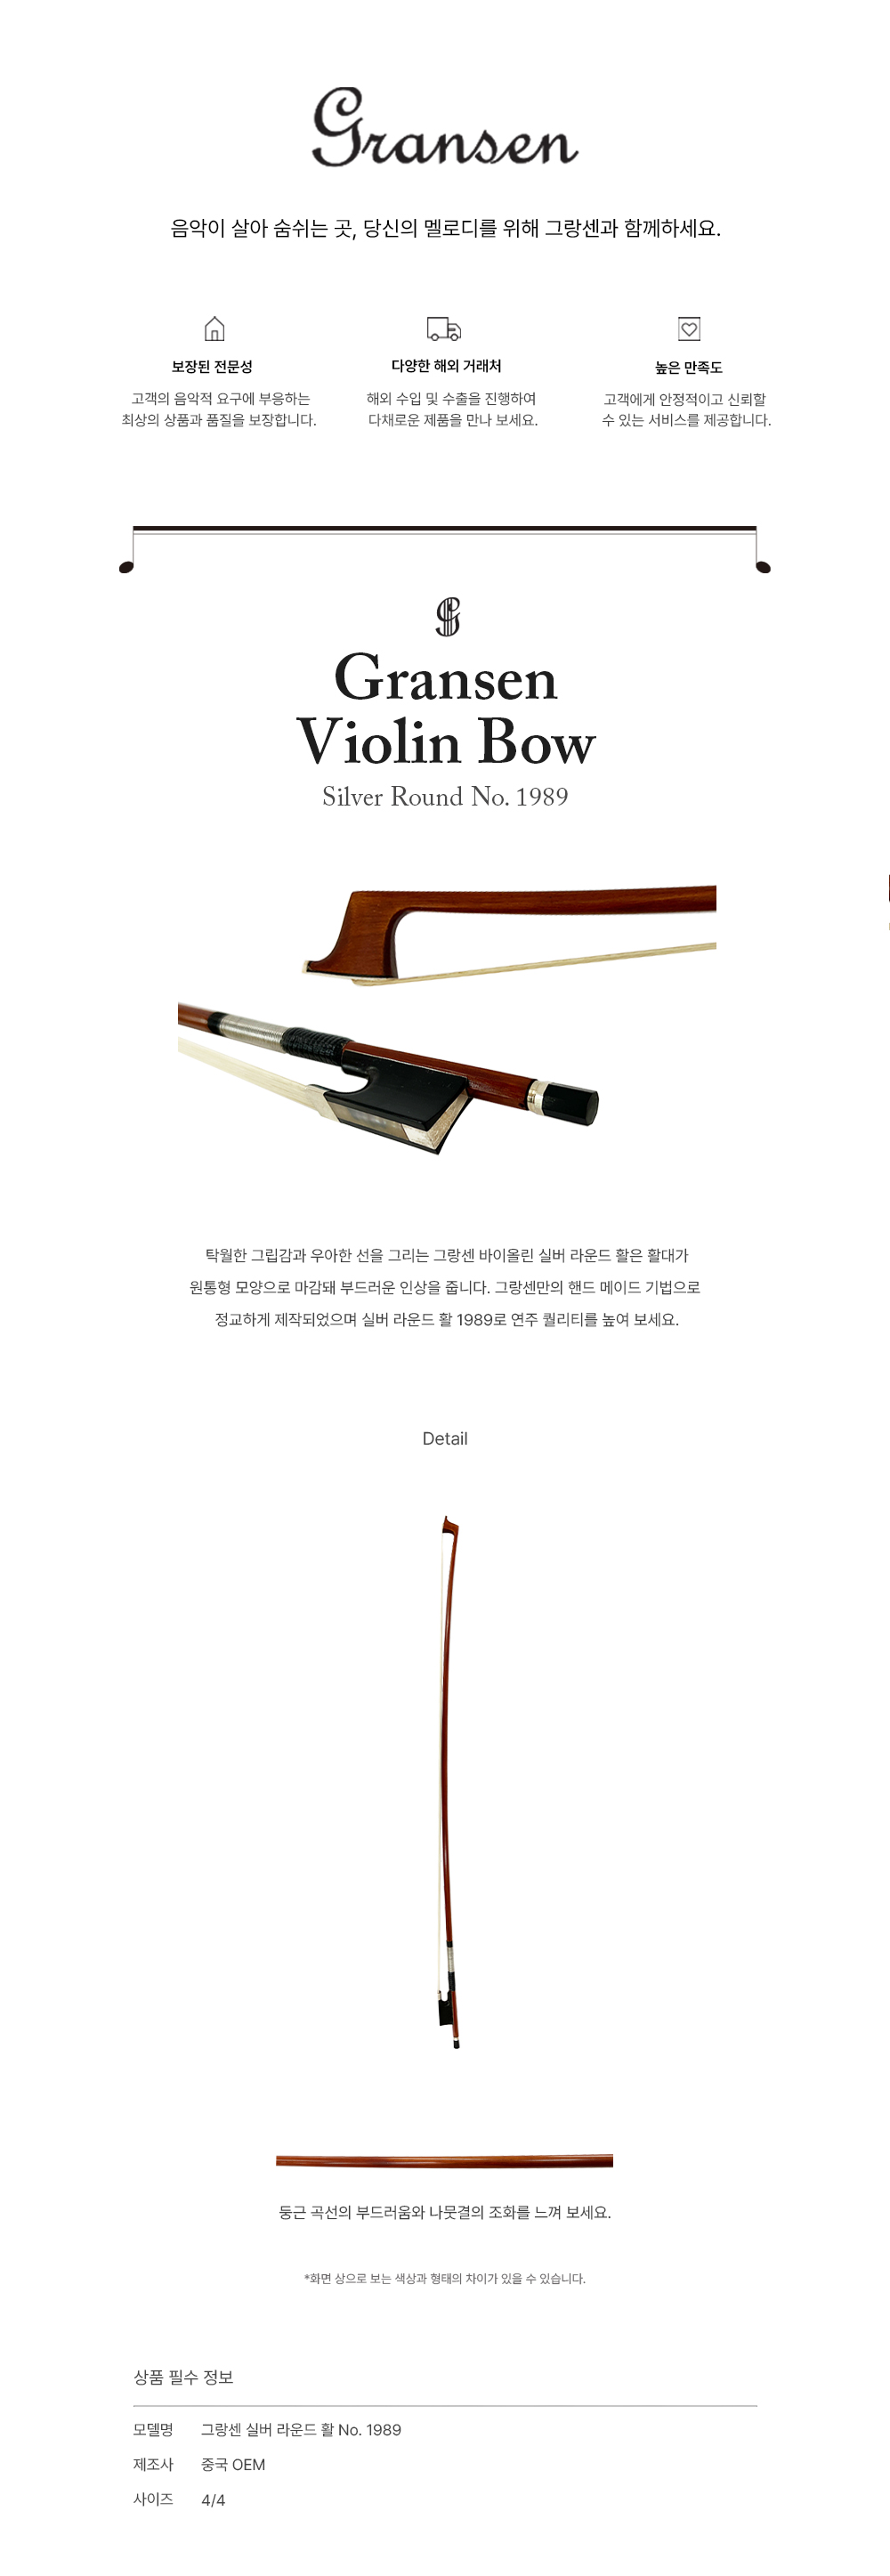 Gransen
음악이 살아 숨쉬는 곳, 당신의 멜로디를 위해 그랑센과 함께하세요.
보장된 전문성
고객의 음악적 요구에 부응하는
최상의 상품과 품질을 보장합니다.
다양한 해외 거래처
해외 수입 및 수출을 진행하여
다채로운 제품을 만나 보세요.
높은 만족도
고객에게 안정적이고 신뢰할
수 있는 서비스를 제공합니다.
Gransen
Violin Bow
Silver Round No. 1989
탁월한 그립감과 우아한 선을 그리는 그랑센 바이올린 실버 라운드 활은 활대가
원통형 모양으로 마감돼 부드러운 인상을 줍니다. 그랑센만의 핸드 메이드 기법으로
정교하게 제작되었으며 실버 라운드 활 1989로 연주 퀄리티를 높여 보세요.
Detail
둥근 곡선의 부드러움와 나뭇결의 조화를 느껴 보세요.
*화면 상으로 보는 색상과 형태의 차이가 있을 수 있습니다.
상품 필수 정보
모델명 그랑센 실버 라운드 활 No. 1989
제조사 중국 OEM
사이즈 4/4